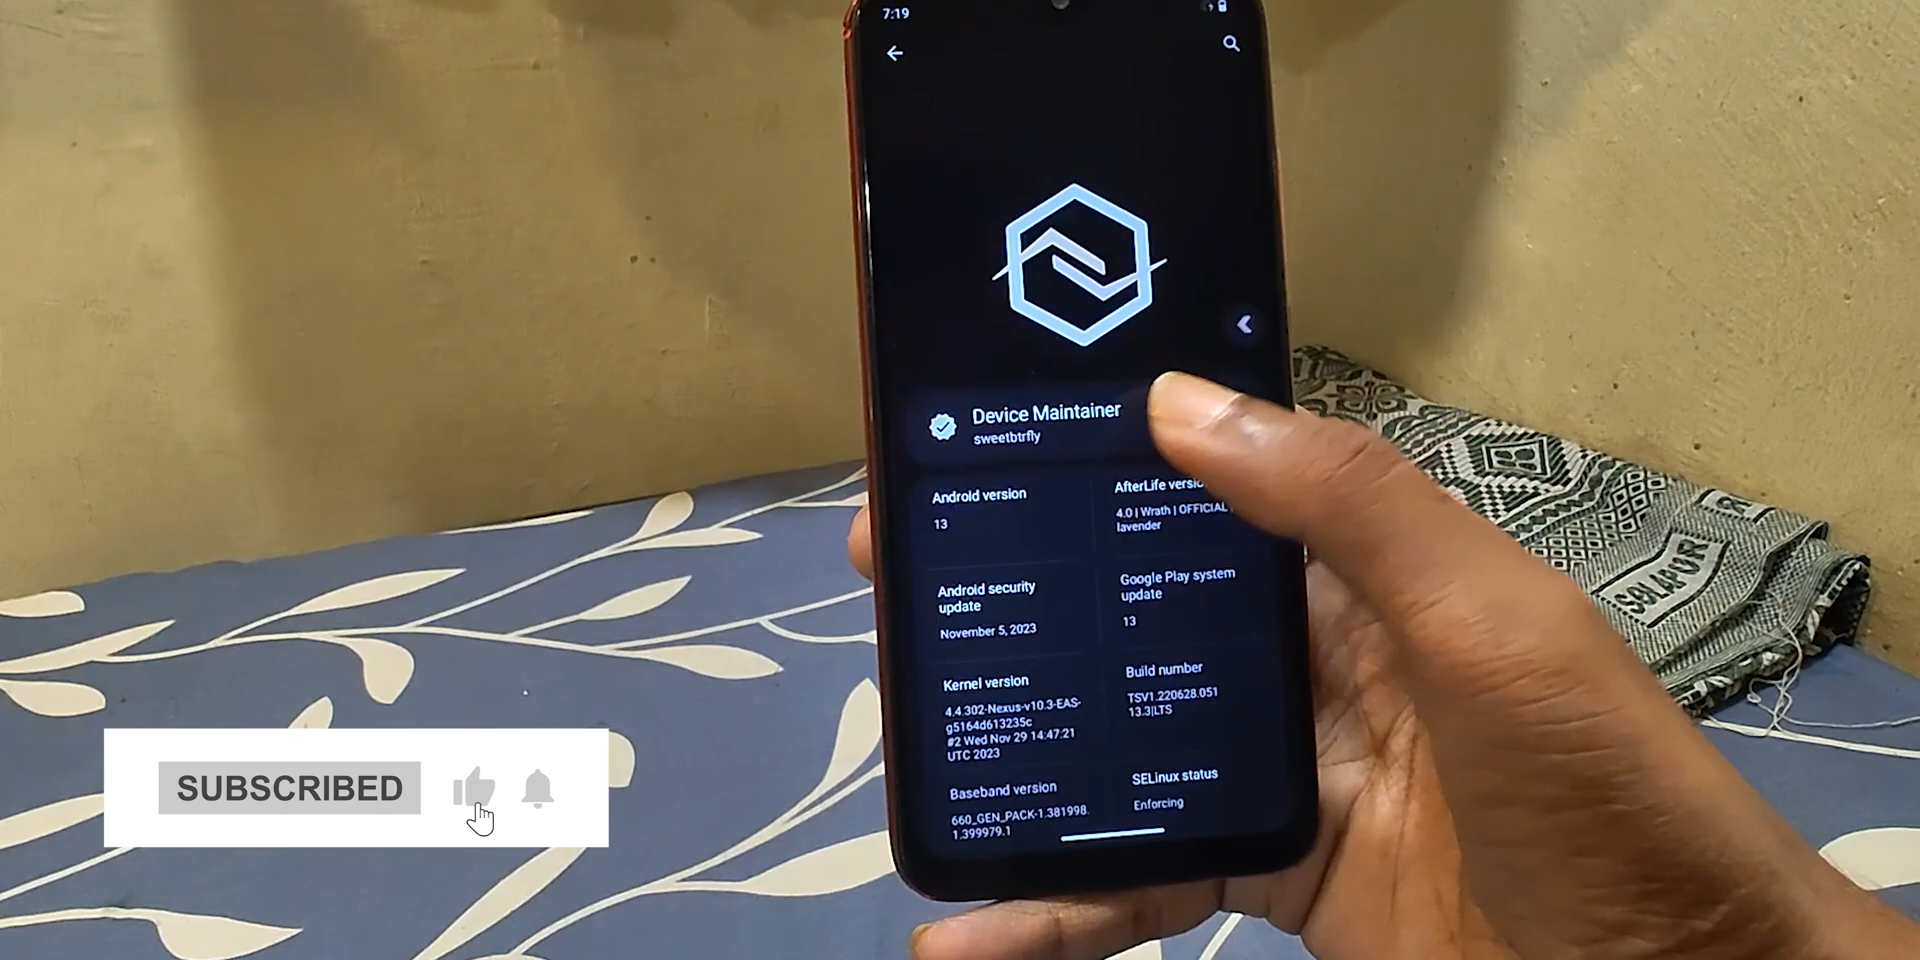 7:19
Device Maintainer
sweetbtrfly
Android version
13
AfterLife versio
4.0 | Wrath | OFFICIAL |
lavender
Android security
update
November 5, 2023
Google Play system
update
13
Kernel version
4.4.302-Nexus-v10.3-EAS-
g5164d613235c
#2 Wed Nov 29 14:47:21
UTC 2023
Build number
TSV1.220628.051
13.3|LTS
Baseband version
660_GEN_PACK-1.381998.
1.399979.1
SELinux status
Enforcing
SOLAPUR
SUBSCRIBED